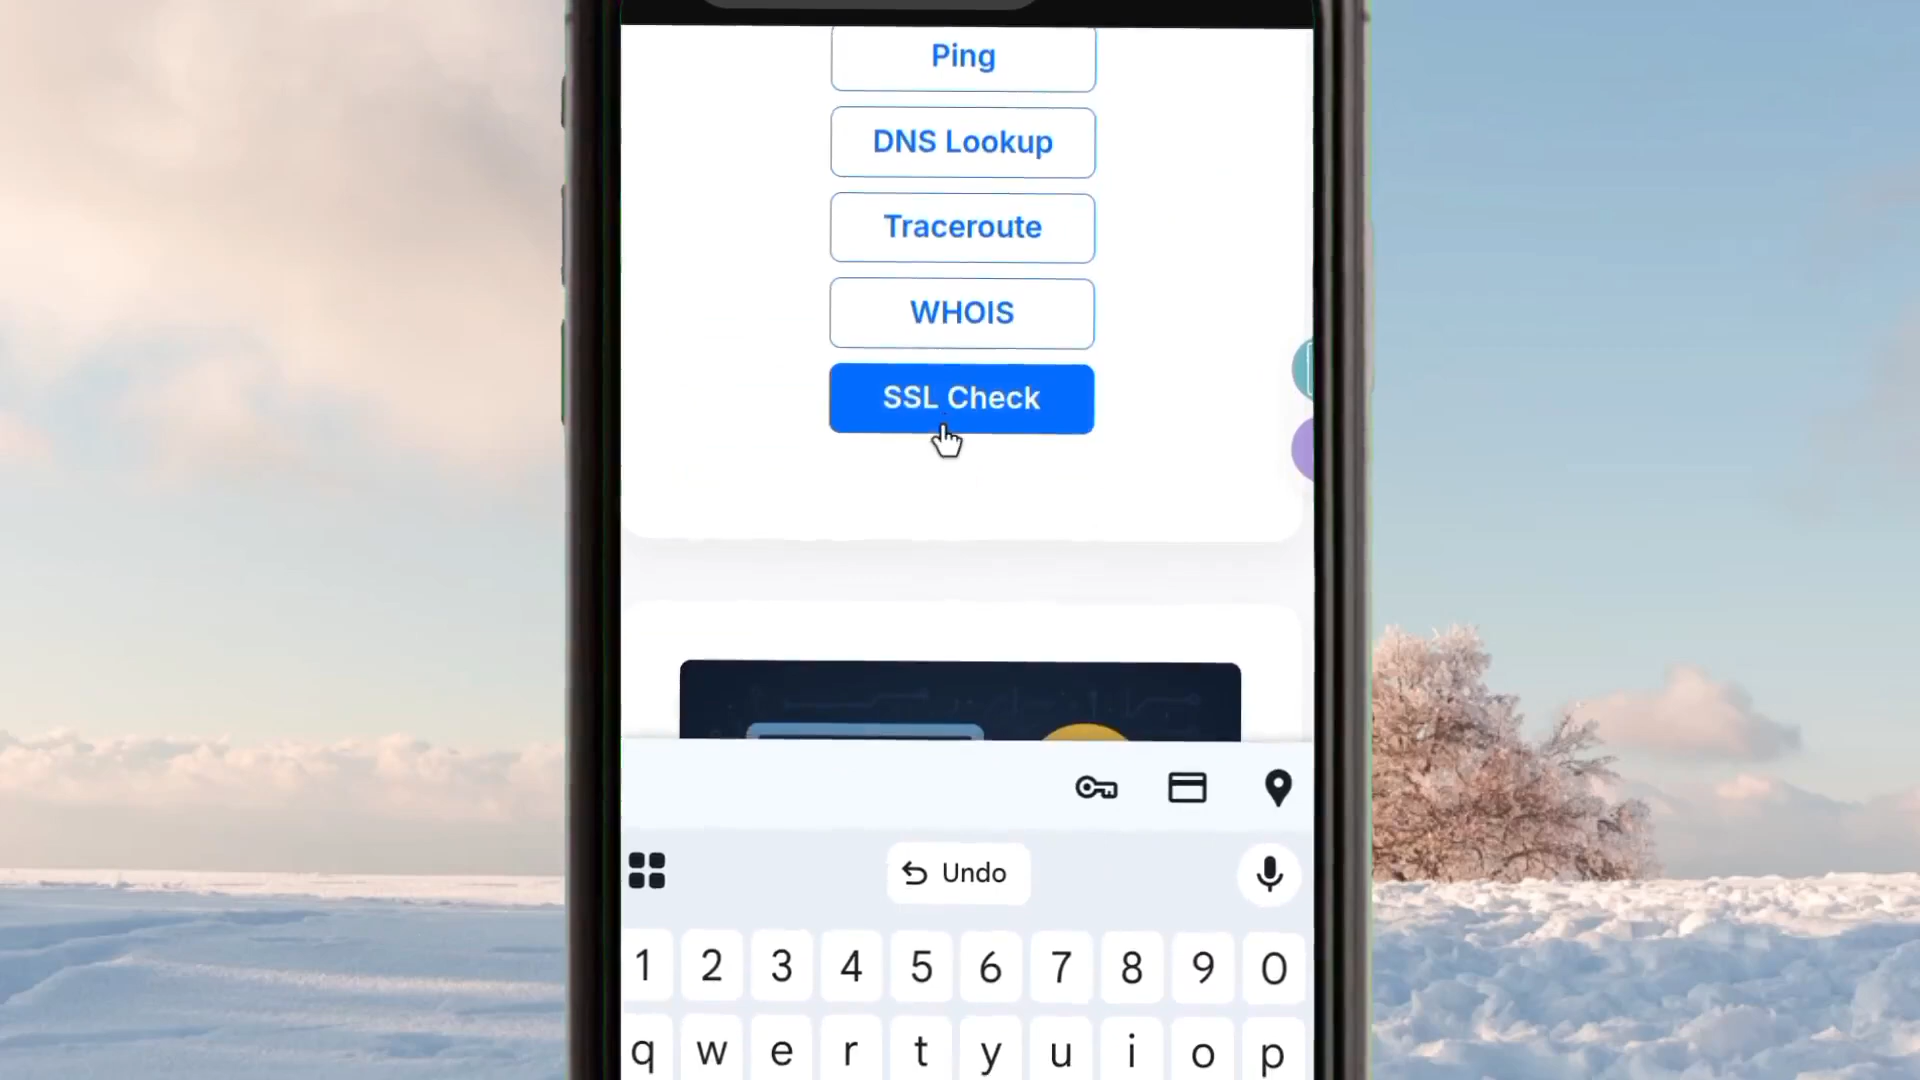 Ping
DNS Lookup
Traceroute
WHOIS
SSL Check
Undo
1 2 3 4 5 6 7 8 9 0
q w e r t y u i o p